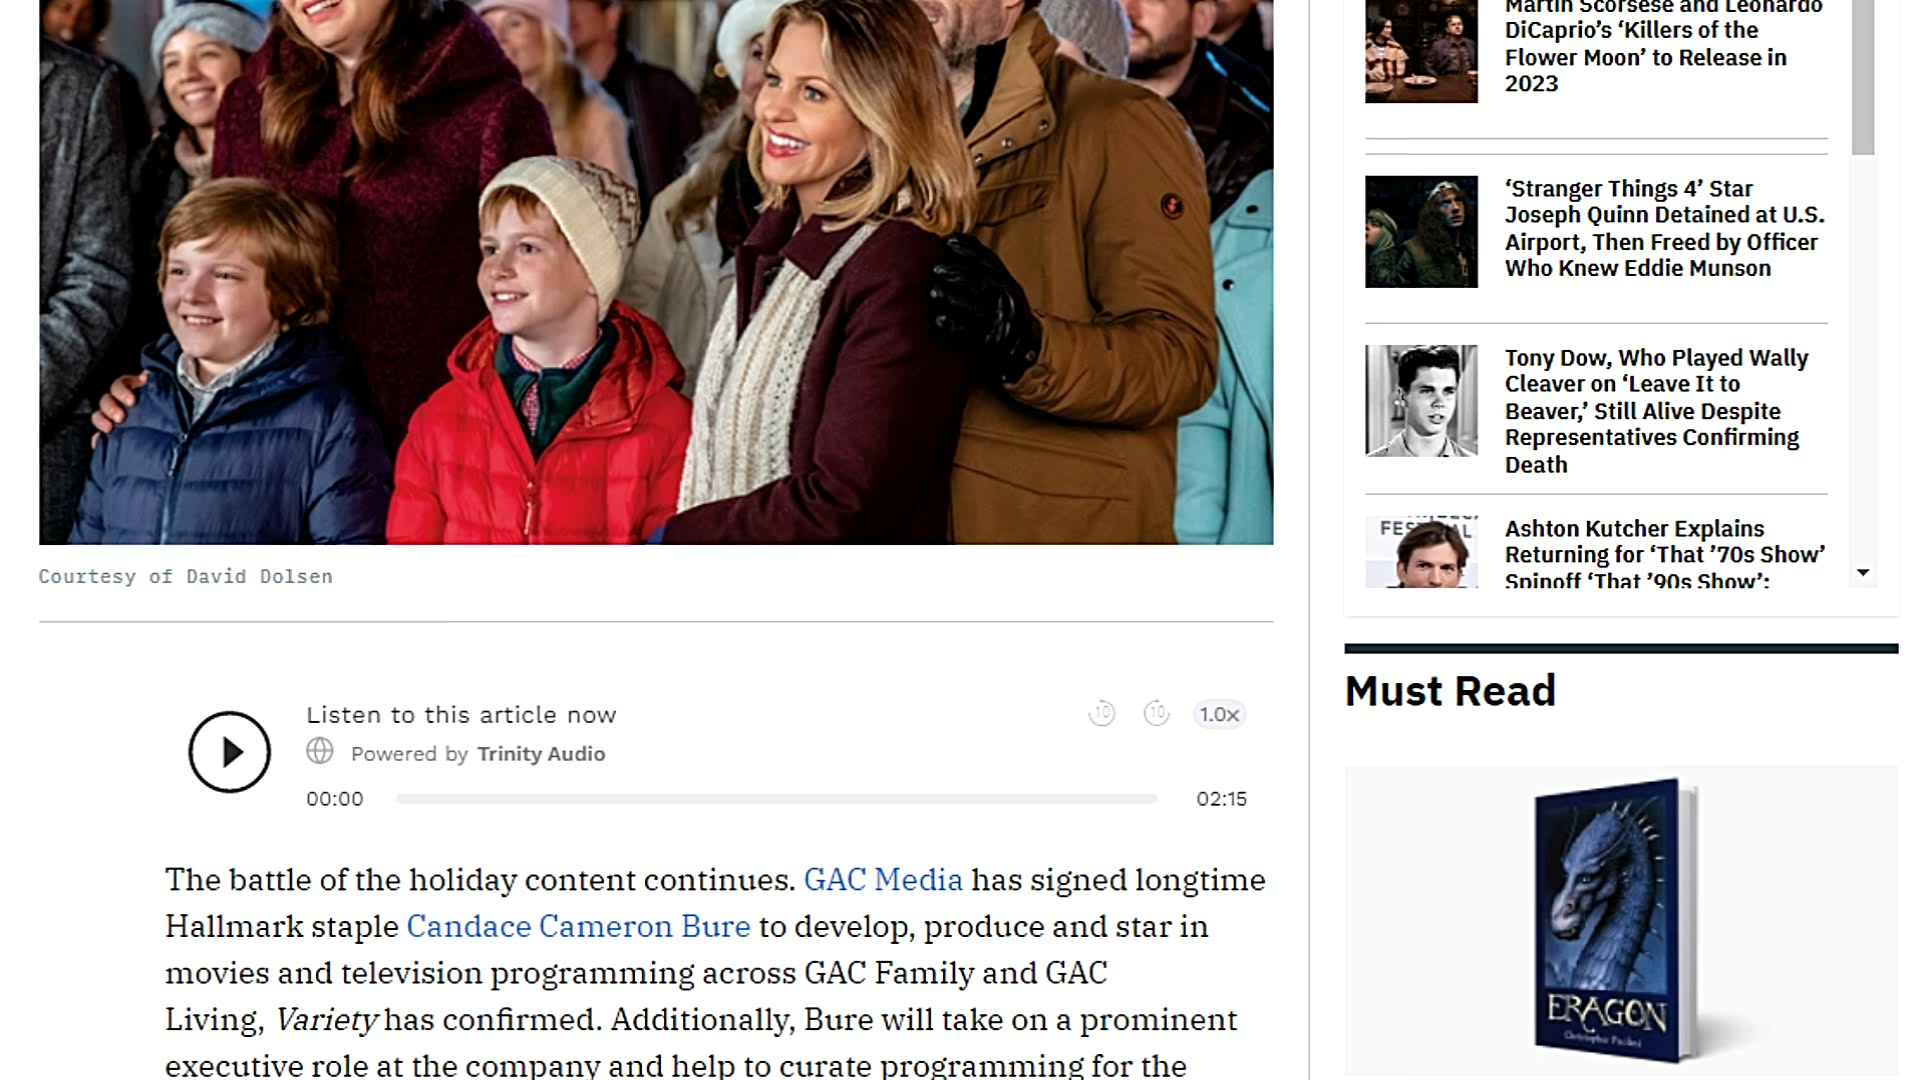 Courtesy of David Dolsen
Listen to this article now
10
10
1.0x
Powered by Trinity Audio
00:00
02:15
The battle of the holiday content continues. GAC Media has signed longtime
Hallmark staple Candace Cameron Bure to develop, produce and star in
movies and television programming across GAC Family and GAC
Living, Variety has confirmed. Additionally, Bure will take on a prominent
executive role at the company and help to curate programming for the
Martin Scorsese and Leonardo
DiCaprio’s ‘Killers of the
Flower Moon’ to Release in
2023
‘Stranger Things 4’ Star
Joseph Quinn Detained at U.S.
Airport, Then Freed by Officer
Who Knew Eddie Munson
Tony Dow, Who Played Wally
Cleaver on ‘Leave It to
Beaver,’ Still Alive Despite
Representatives Confirming
Death
Ashton Kutcher Explains
Returning for ‘That ’70s Show’
Spinoff ‘That ’90s Show’:
Must Read
ERAGON
Christopher Paolini